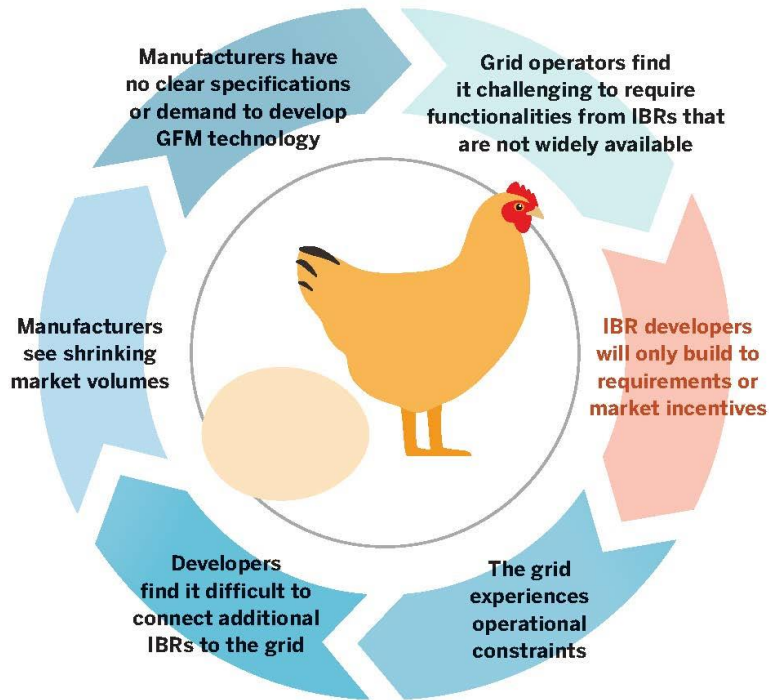 Manufacturers have
no clear specifications
or demand to develop
GFM technology
Grid operators find
it challenging to require
functionalities from IBRs that
are not widely available
IBR developers
will only build to
requirements or
market incentives
The grid
experiences
operational
constraints
Developers
find it difficult to
connect additional
IBRs to the grid
Manufacturers
see shrinking
market volumes